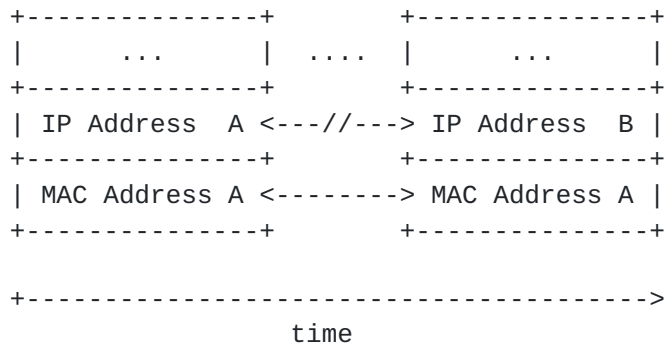 +---------------+        +---------------+
|      ...      |  ....  |      ...      |
+---------------+        +---------------+
| IP Address  A <---//---> IP Address  B |
+---------------+        +---------------+
| MAC Address A <--------> MAC Address A |
+---------------+        +---------------+
+---------------------------------------->
time